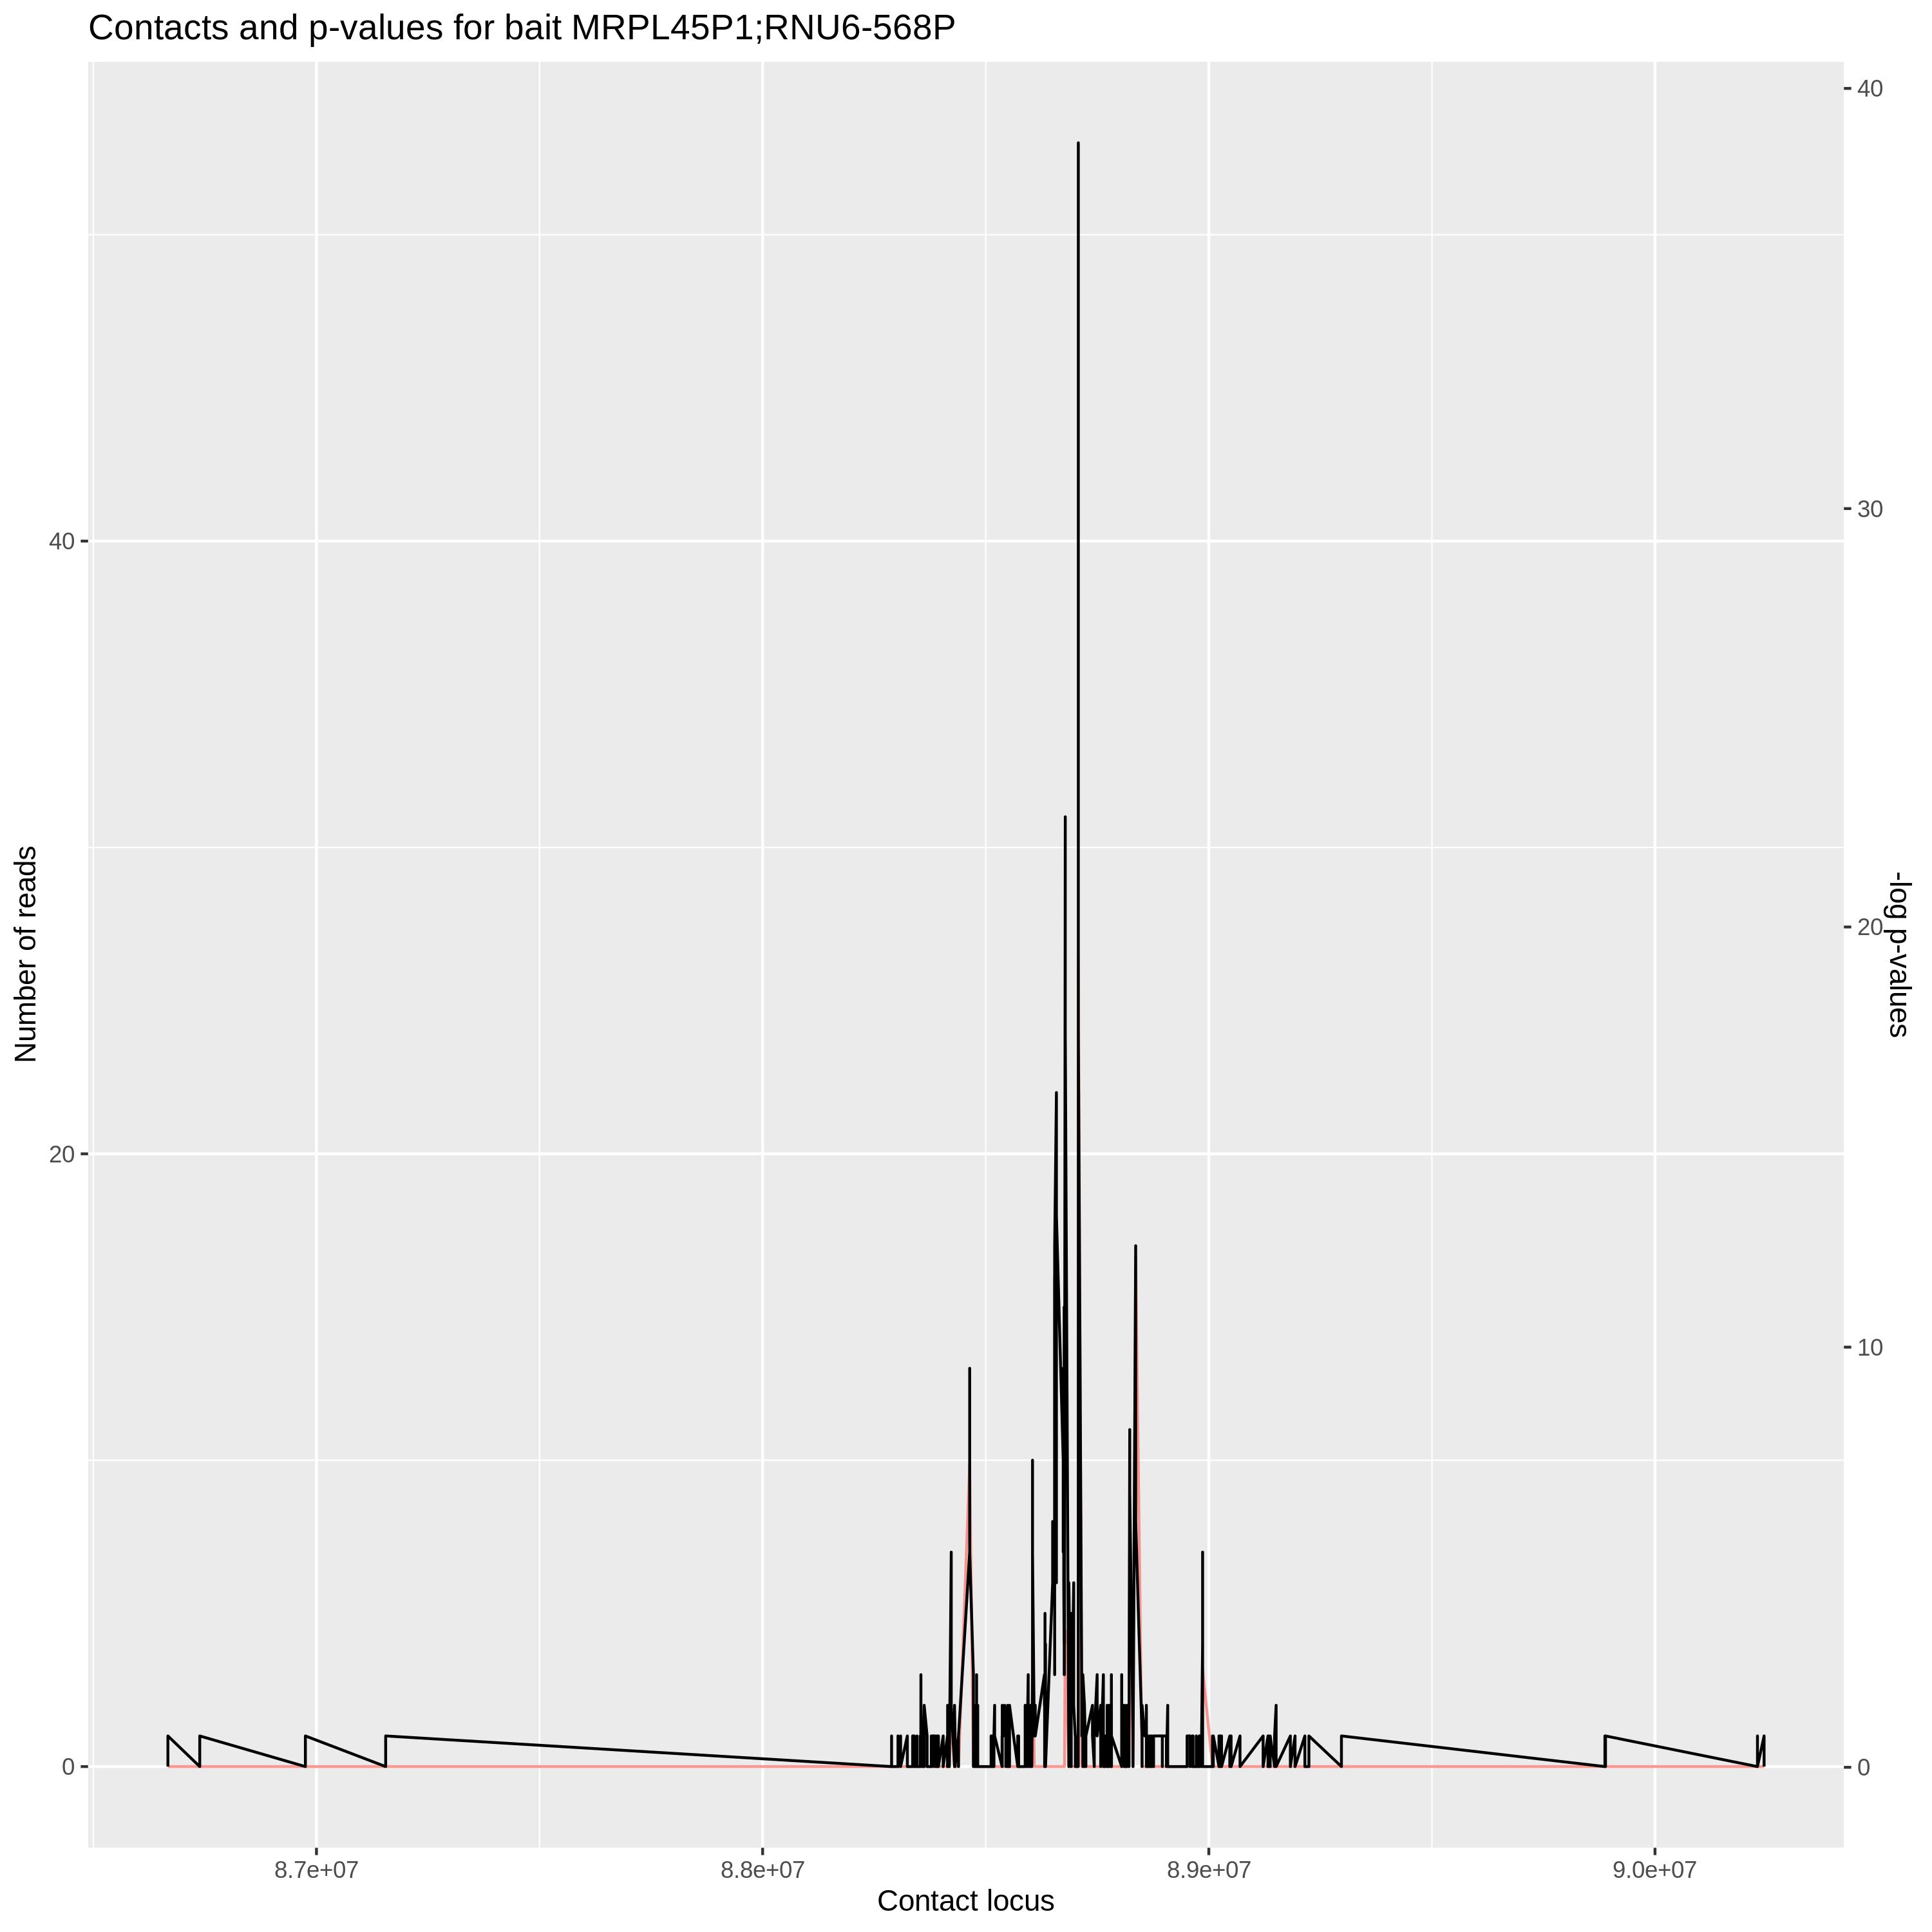 Contacts and p-values for bait MRPL45P1;RNU6-568P
40
40
30
20
20
10
0
0
Number of reads
-log p-values
8.7e+07
8.8e+07
8.9e+07
9.0e+07
Contact locus